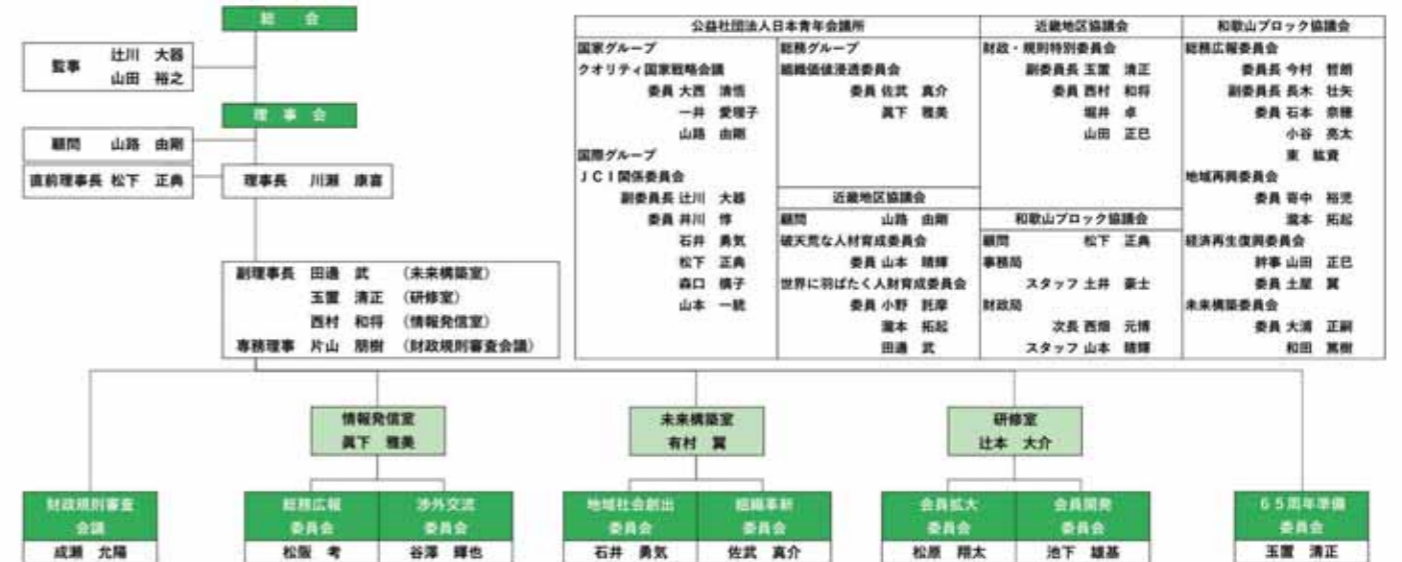 総 会
監事 辻川 大器
山田 裕之
理 事 会
顧問 山路 由剛
直前理事長 松下 正典
理事長 川瀬 康喜
副理事長 田邉 武 (未来構築室)
玉置 清正 (研修室)
西村 和将 (情報発信室)
専務理事 片山 朋樹 (財政規則審査会議)
公益社団法人日本青年会議所
国家グループ
クオリティ国家戦略会議
委員 大西 清悟
一井 愛理子
山路 由剛
国際グループ
JCI関係委員会
副委員長 辻川 大器
委員 井川 惇
石井 勇気
松下 正典
森口 槙子
山本 一統
総務グループ
組織価値浸透委員会
委員 佐武 真介
眞下 雅美
近畿地区協議会
顧問 山路 由剛
破天荒な人材育成委員会
委員 山本 晴輝
世界に羽ばたく人財育成委員会
委員 小野 託摩
瀧本 拓起
田邉 武
近畿地区協議会
財政・規則特別委員会
副委員長 玉置 清正
委員 西村 和将
堀井 卓
山田 正巳
和歌山ブロック協議会
顧問 松下 正典
事務局
スタッフ 土井 豪士
財政局
次長 西畑 元博
スタッフ 山本 晴輝
和歌山ブロック協議会
総務広報委員会
委員長 今村 哲朗
副委員長 長木 壮矢
委員 石本 奈穂
小谷 亮太
東 紘資
地域再興委員会
委員 嵜中 裕児
瀧本 拓起
経済再生復興委員会
幹事 山田 正巳
委員 土屋 翼
未来構築委員会
委員 大浦 正嗣
和田 篤樹
情報発信室
眞下 雅美
未来構築室
有村 翼
研修室
辻本 大介
財政規則審査
会議
成瀬 允陽
総務広報
委員会
松阪 考
渉外交流
委員会
谷澤 輝也
地域社会創出
委員会
石井 勇気
組織革新
委員会
佐武 真介
会員拡大
委員会
松原 翔太
会員開発
委員会
池下 雄基
65周年準備
委員会
玉置 清正